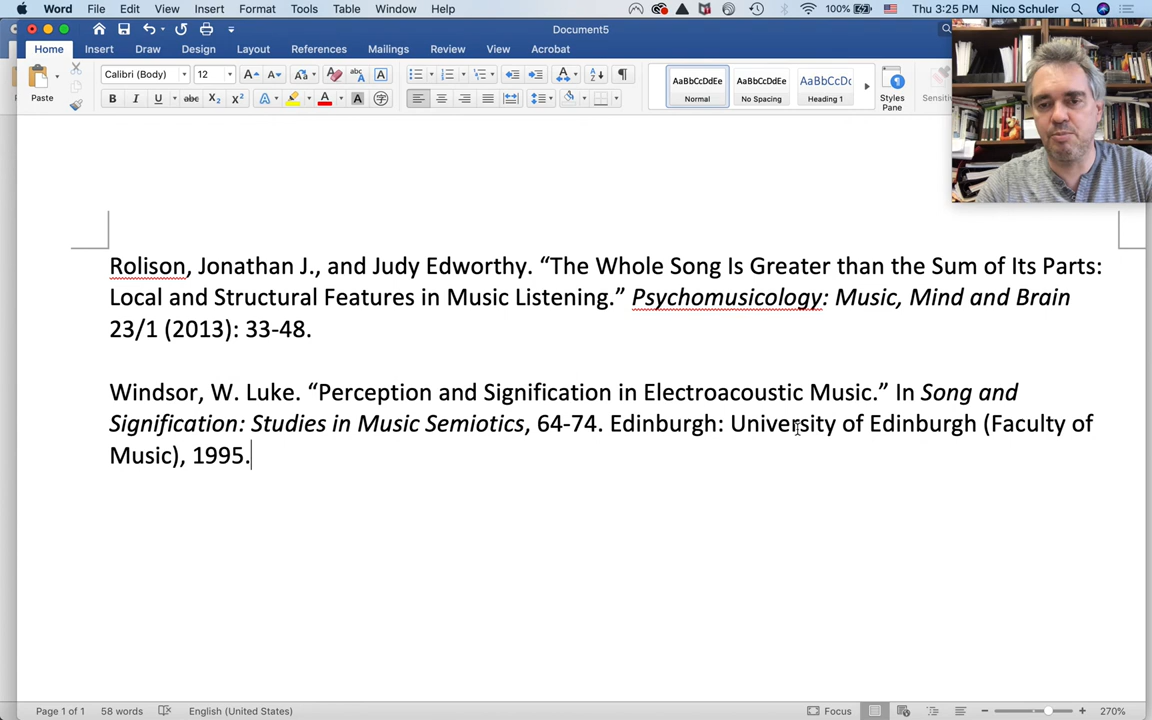 Word File Edit View Insert Format Tools Table Window Help 100% Thu 3:25 PM Nico Schuler
Document5
Home Insert Draw Design Layout References Mailings Review View Acrobat
Paste Calibri (Body) 12 AaBbCcDdEe Normal AaBbCcDdEe No Spacing AaBbCcDc Heading 1 Styles Pane Sensitiv
Rolison, Jonathan J., and Judy Edworthy. “The Whole Song Is Greater than the Sum of Its Parts:
Local and Structural Features in Music Listening.” Psychomusicology: Music, Mind and Brain
23/1 (2013): 33-48.
Windsor, W. Luke. “Perception and Signification in Electroacoustic Music.” In Song and
Signification: Studies in Music Semiotics, 64-74. Edinburgh: University of Edinburgh (Faculty of
Music), 1995.
Page 1 of 1 58 words English (United States) Focus 270%